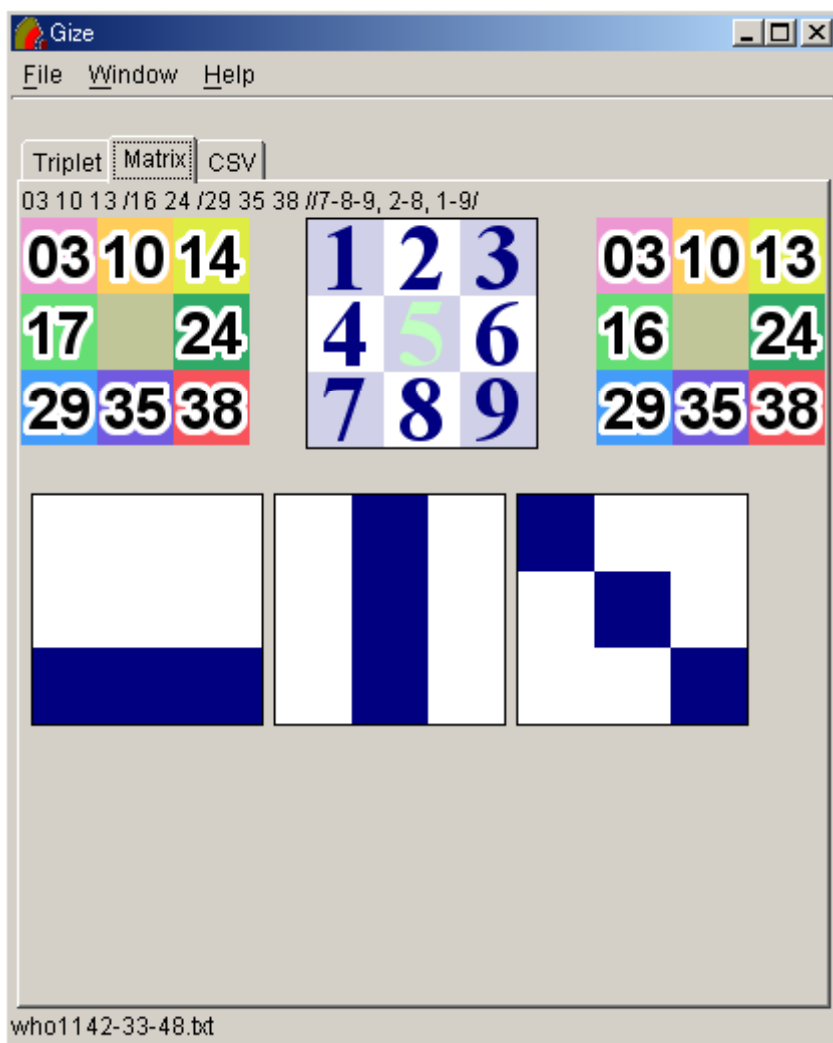 Gize
File Window Help
Triplet Matrix CSV
03 10 13 /16 24 /29 35 38 //7-8-9, 2-8, 1-9/
03 10 14 1 2 3 03 10 13
17 24 4 5 6 16 24
29 35 38 7 8 9 29 35 38
who1142-33-48.txt